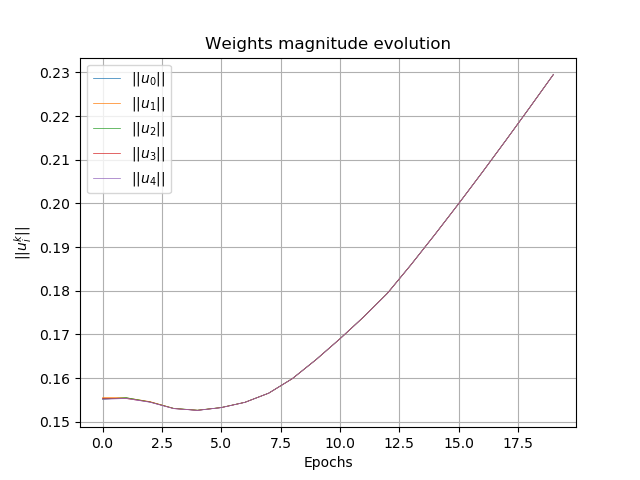 Weights magnitude evolution
||u₀||
||u₁||
||u₂||
||u₃||
||u₄||
0.23
0.22
0.21
0.20
0.19
0.18
0.17
0.16
0.15
||uᵢᵏ||
0.0 2.5 5.0 7.5 10.0 12.5 15.0 17.5
Epochs